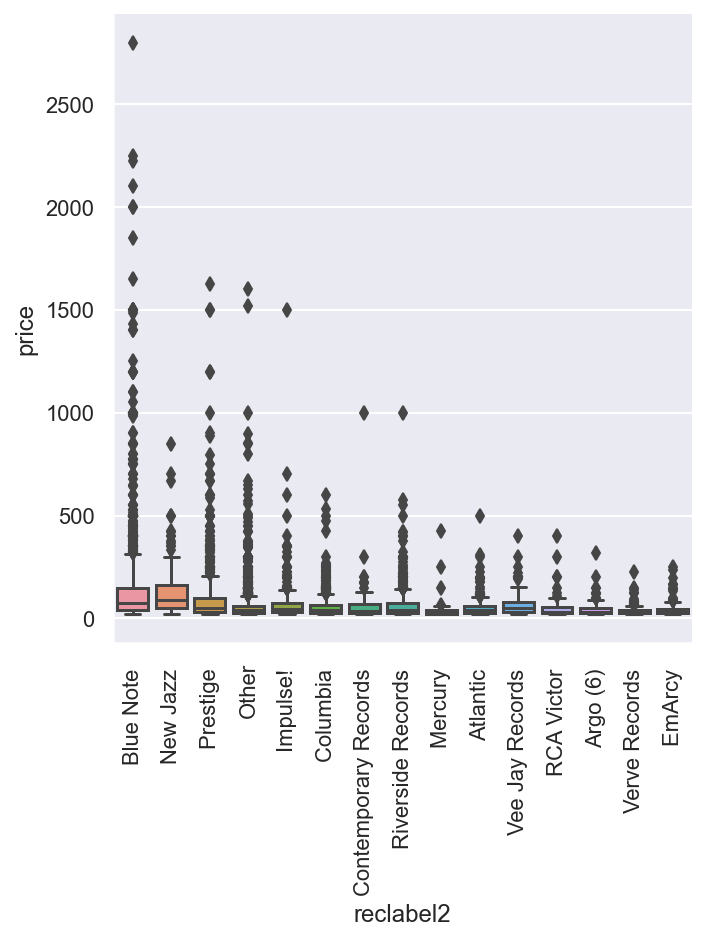 2500
2000
1500
1000
500
0
price
Blue Note
New Jazz
Prestige
Other
Impulse!
Columbia
Contemporary Records
Riverside Records
Mercury
Atlantic
Vee Jay Records
RCA Victor
Argo (6)
Verve Records
EmArcy
reclabel2